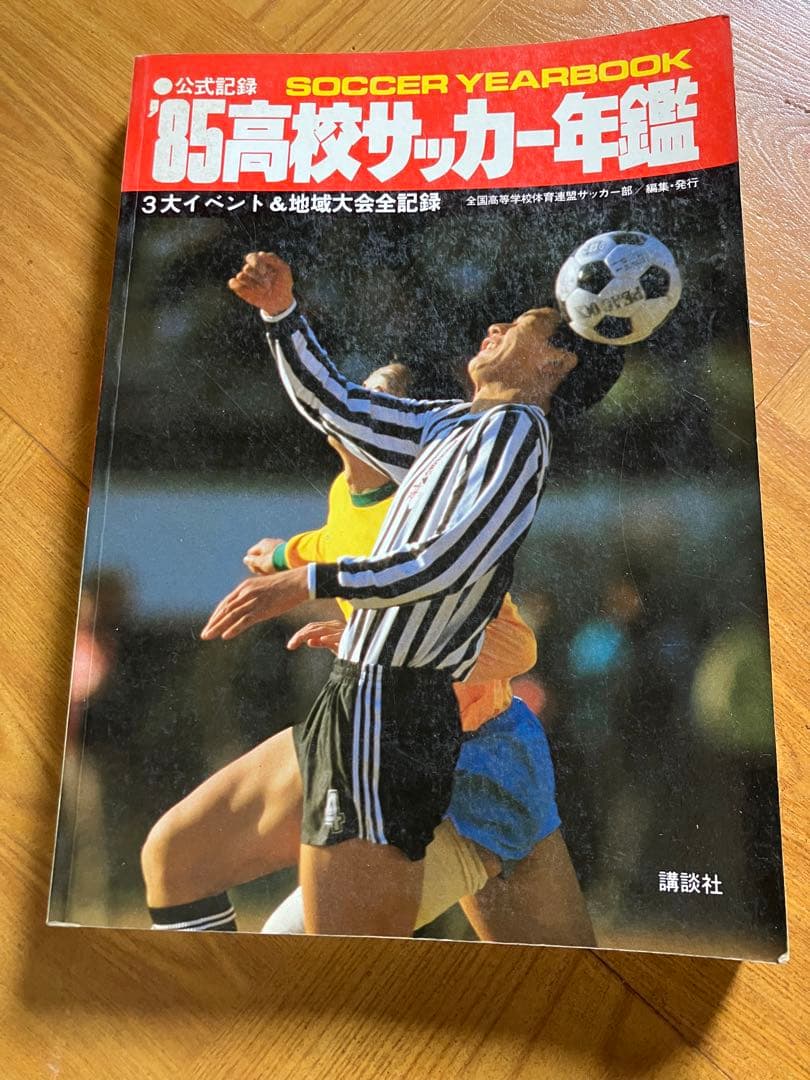 ●公式記録
SOCCER YEARBOOK
'85高校サッカー年鑑
3大イベント&地域大会全記録
全国高等学校体育連盟サッカー部/編集・発行
4
講談社